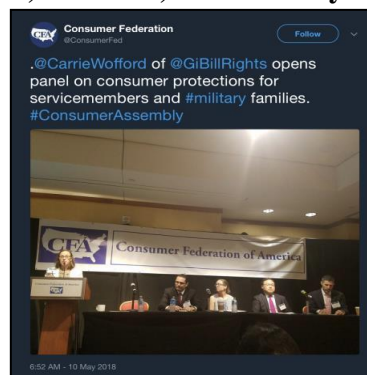 Consumer Federation
@ConsumerFed
Follow
.@CarrieWofford of @GiBillRights opens
panel on consumer protections for
servicemembers and #military families.
#ConsumerAssembly
CFA
Consumer Federation of America
6:52 AM - 10 May 2018